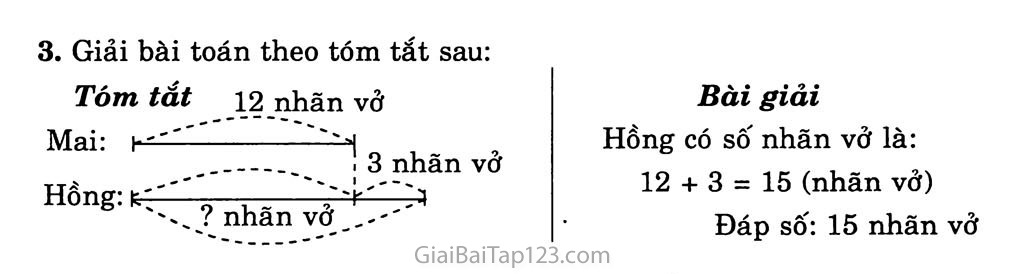 3. Giải bài toán theo tóm tắt sau:
Tóm tắt
12 nhãn vở
Mai:
3 nhãn vở
Hồng:
? nhãn vở
Bài giải
Hồng có số nhãn vở là:
12 + 3 = 15 (nhãn vở)
Đáp số: 15 nhãn vở
GiaiBaiTap123.com